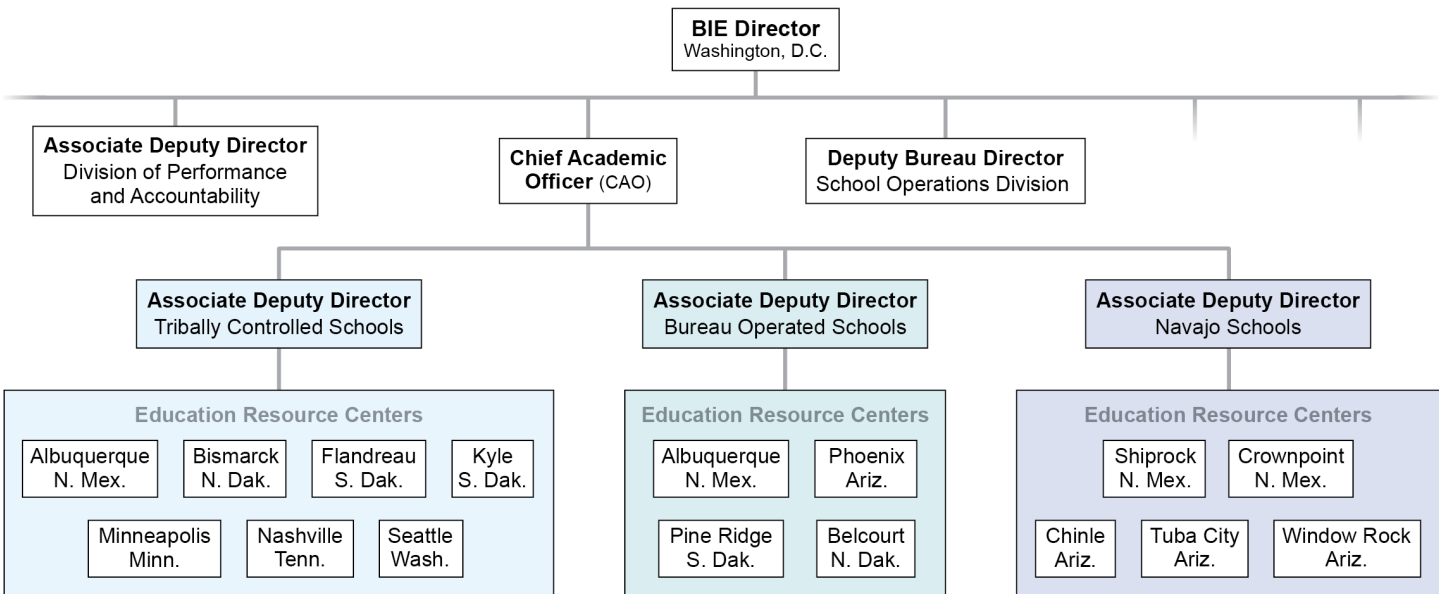 BIE Director
Washington, D.C.
Associate Deputy Director
Division of Performance
and Accountability
Chief Academic
Officer (CAO)
Deputy Bureau Director
School Operations Division
Associate Deputy Director
Tribally Controlled Schools
Associate Deputy Director
Bureau Operated Schools
Associate Deputy Director
Navajo Schools
Education Resource Centers
Albuquerque
N. Mex.
Bismarck
N. Dak.
Flandreau
S. Dak.
Kyle
S. Dak.
Minneapolis
Minn.
Nashville
Tenn.
Seattle
Wash.
Education Resource Centers
Albuquerque
N. Mex.
Phoenix
Ariz.
Pine Ridge
S. Dak.
Belcourt
N. Dak.
Education Resource Centers
Shiprock
N. Mex.
Crownpoint
N. Mex.
Chinle
Ariz.
Tuba City
Ariz.
Window Rock
Ariz.